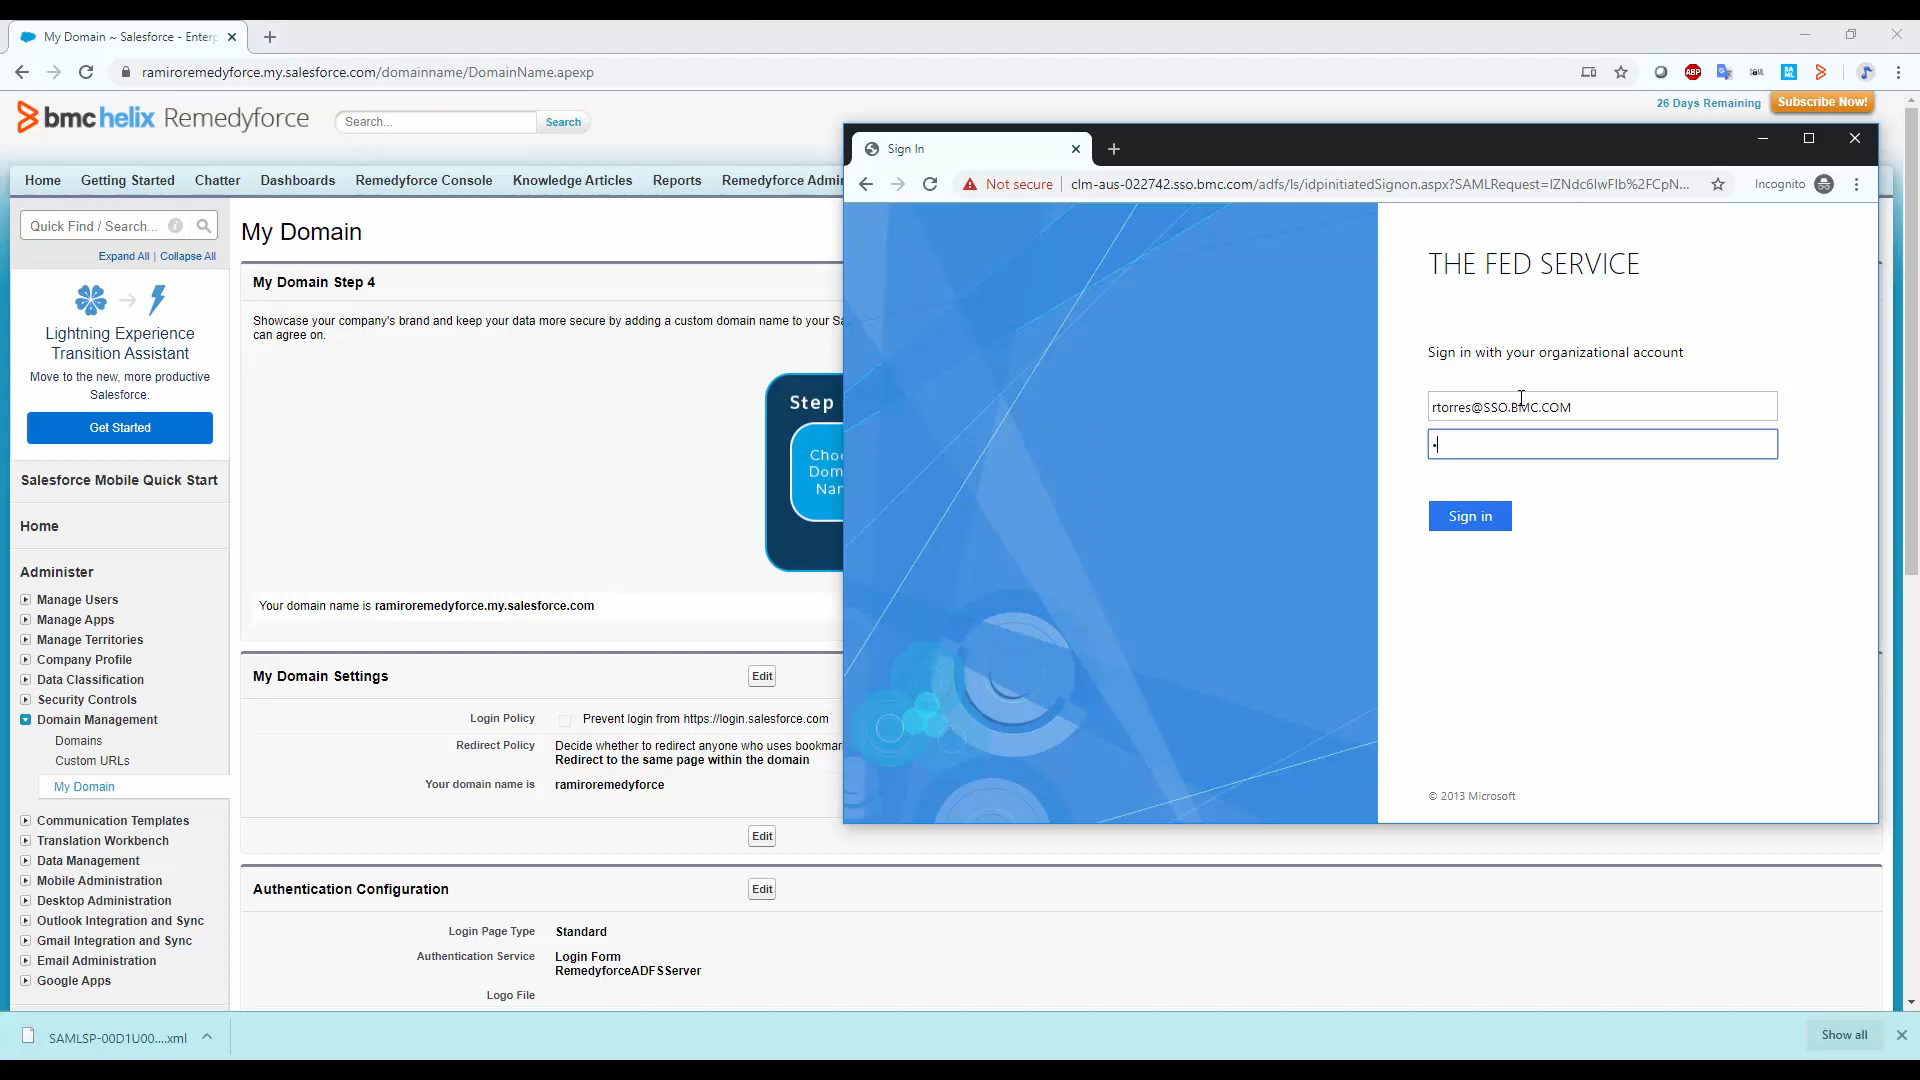 My Domain ~ Salesforce - Enterp
ramiroremedyforce.my.salesforce.com/domainname/DomainName.apexp
ABP
bmchelix Remedyforce
Search...
Search
26 Days Remaining
Subscribe Now!
Home
Getting Started
Chatter
Dashboards
Remedyforce Console
Knowledge Articles
Reports
Remedyforce Admin
Quick Find / Search...
Expand All | Collapse All
Lightning Experience
Transition Assistant
Move to the new, more productive
Salesforce.
Get Started
Salesforce Mobile Quick Start
Home
Administer
Manage Users
Manage Apps
Manage Territories
Company Profile
Data Classification
Security Controls
Domain Management
Domains
Custom URLs
My Domain
Communication Templates
Translation Workbench
Data Management
Mobile Administration
Desktop Administration
Outlook Integration and Sync
Gmail Integration and Sync
Email Administration
Google Apps
My Domain
My Domain Step 4
Showcase your company's brand and keep your data more secure by adding a custom domain name to your Sa
can agree on.
Step
Choo
Dom
Nar
Your domain name is ramiroremedyforce.my.salesforce.com
My Domain Settings
Edit
Login Policy
Prevent login from https://login.salesforce.com
Redirect Policy
Decide whether to redirect anyone who uses bookmar
Redirect to the same page within the domain
Your domain name is
ramiroremedyforce
Edit
Authentication Configuration
Edit
Login Page Type
Standard
Authentication Service
Login Form
RemedyforceADFSServer
Logo File
Sign In
Not secure
clm-aus-022742.sso.bmc.com/adfs/ls/idpinitiatedSignon.aspx?SAMLRequest=lZNdc6IwFIb%2FCpN...
Incognito
THE FED SERVICE
Sign in with your organizational account
rtorres@SSO.BMC.COM
Sign in
© 2013 Microsoft
SAMLSP-00D1U00....xml
Show all